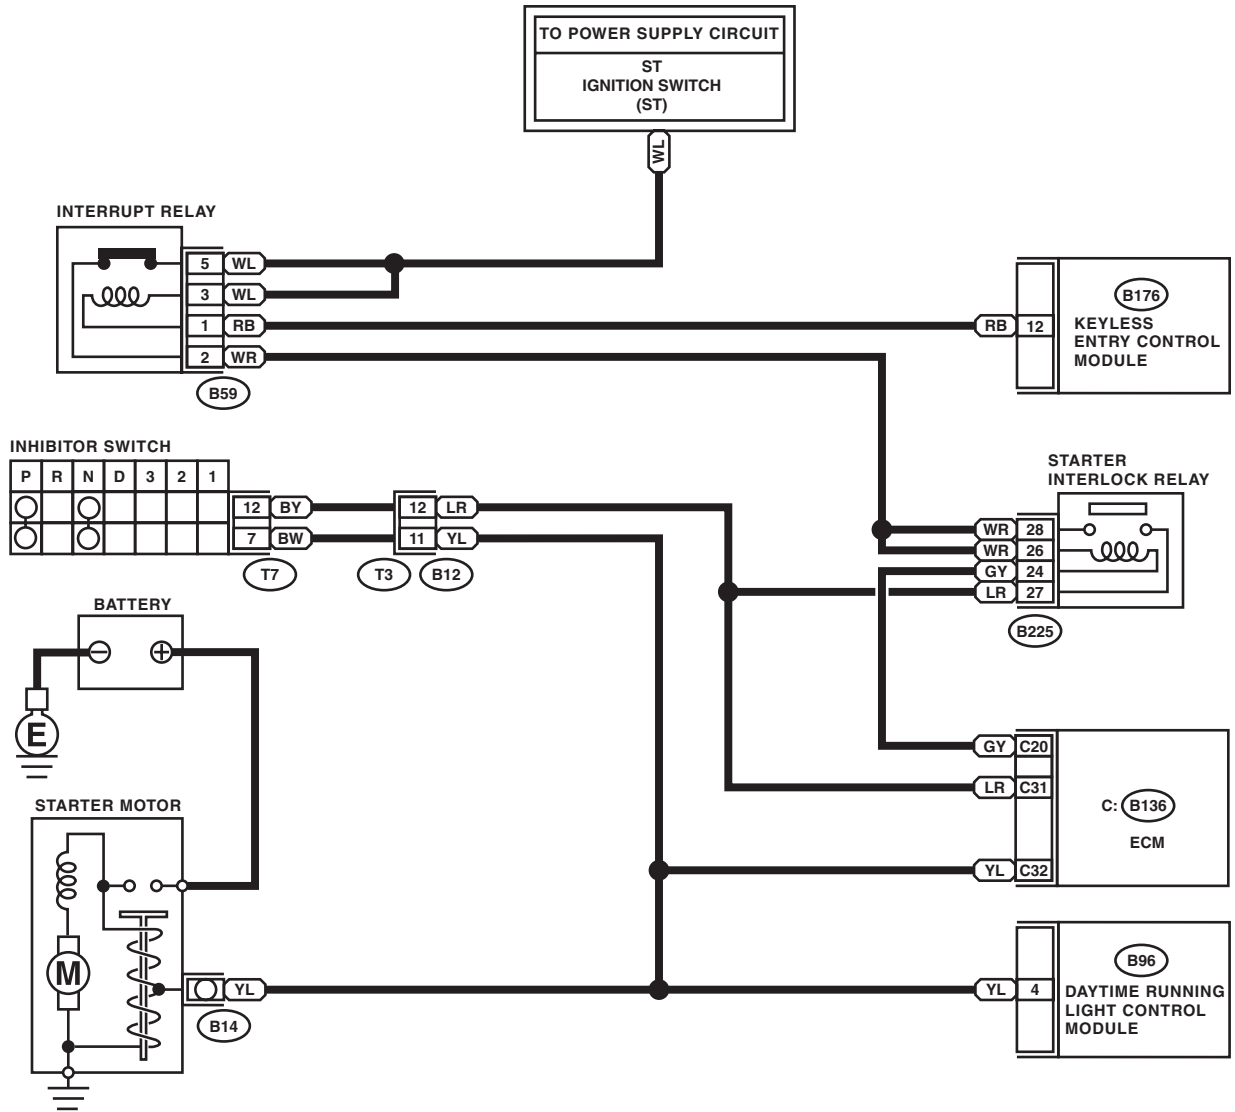 TO POWER SUPPLY CIRCUIT
ST
IGNITION SWITCH
(ST)
WL
INTERRUPT RELAY
5 WL
3 WL
1 RB
2 WR
B59
RB 12
B176
KEYLESS
ENTRY CONTROL
MODULE
INHIBITOR SWITCH
P R N D 3 2 1
12 BY
7 BW
T7
12 LR
11 YL
T3 B12
STARTER
INTERLOCK RELAY
WR 28
WR 26
GY 24
LR 27
B225
BATTERY
− +
E
GY C20
LR C31
YL C32
C: B136
ECM
STARTER MOTOR
M
YL
B14
YL 4
B96
DAYTIME RUNNING
LIGHT CONTROL
MODULE